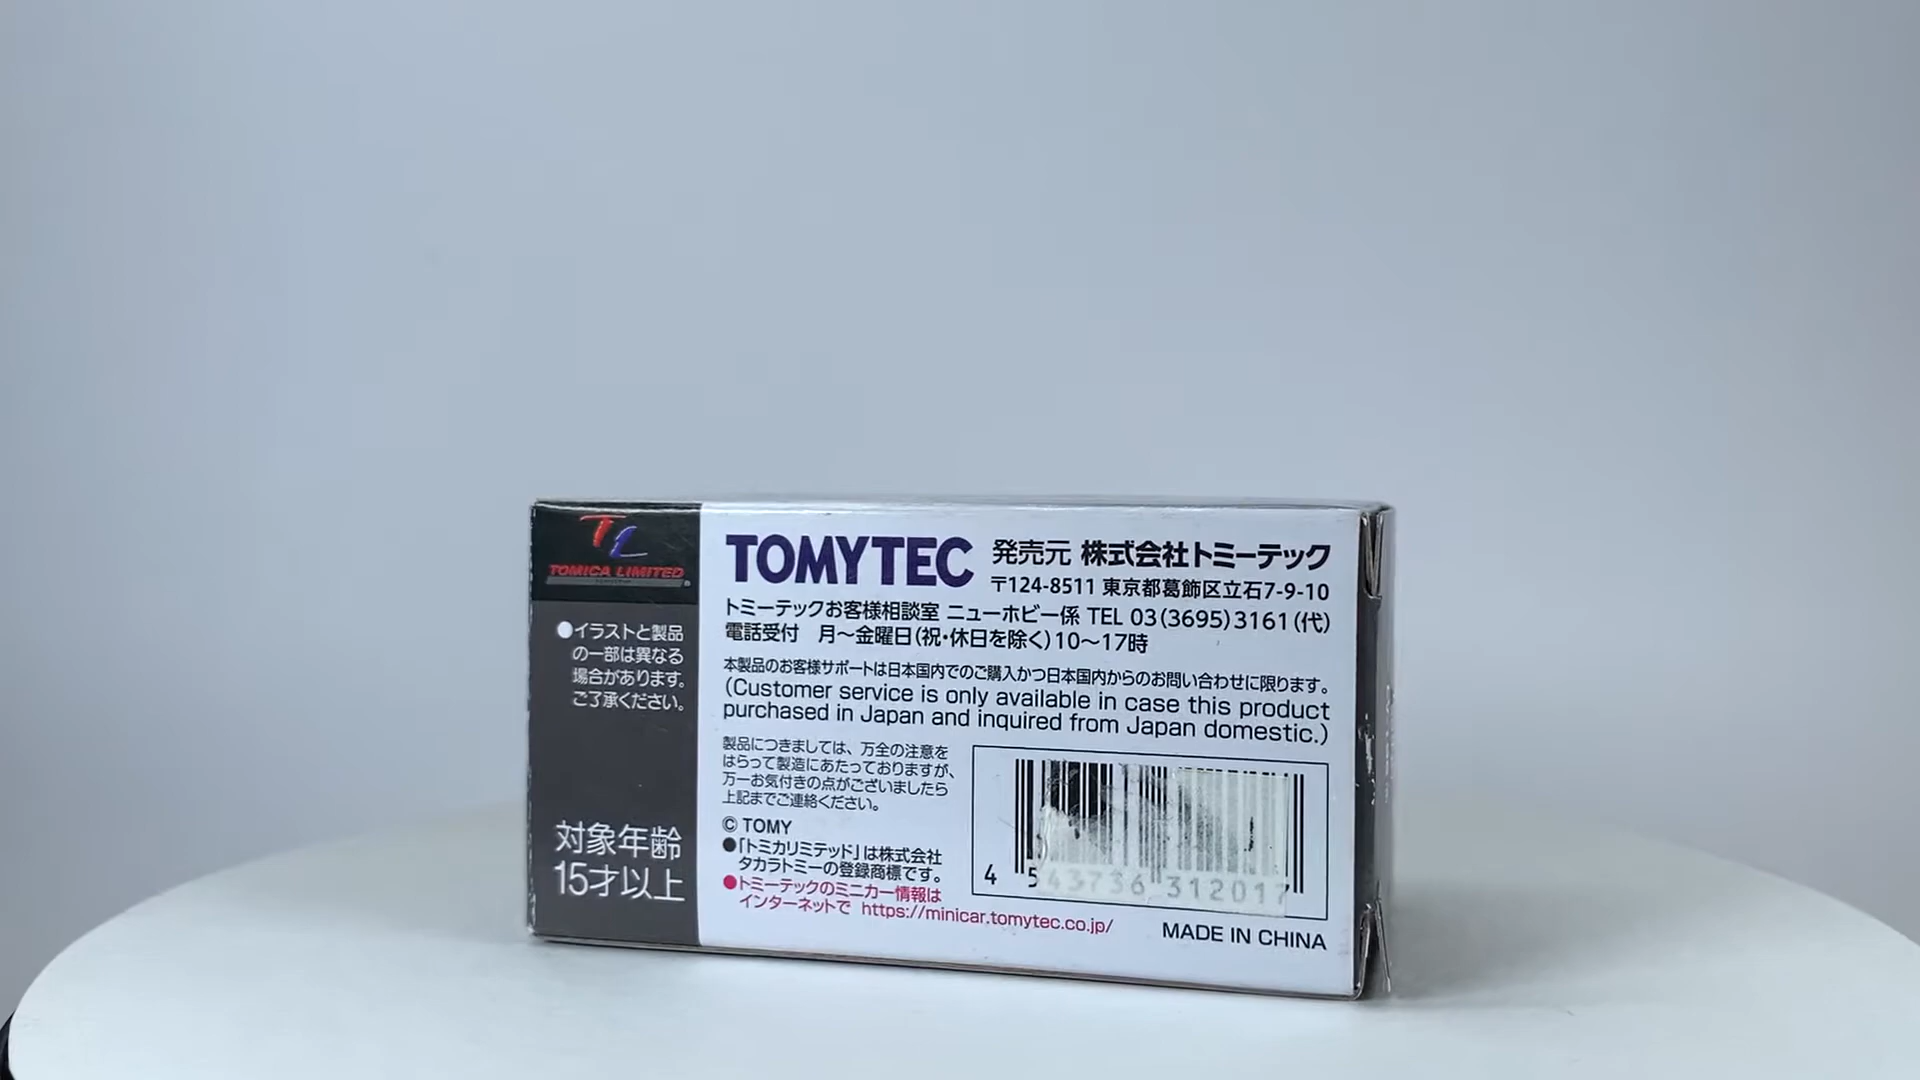 TL
TOMICA LIMITED
●イラストと製品
の一部は異なる
場合があります。
ご了承ください。
対象年齢
15才以上
TOMYTEC 発売元 株式会社トミーテック
〒124-8511 東京都葛飾区立石7-9-10
トミーテックお客様相談室 ニューホビー係 TEL 03(3695)3161(代)
電話受付 月~金曜日(祝・休日を除く)10~17時
本製品のお客様サポートは日本国内でのご購入かつ日本国内からのお問い合わせに限ります。
(Customer service is only available in case this product
purchased in Japan and inquired from Japan domestic.)
製品につきましては、万全の注意を
はらって製造にあたっておりますが、
万一お気付きの点がございましたら
上記までご連絡ください。
© TOMY
●「トミカリミテッド」は株式会社
タカラトミーの登録商標です。
●トミーテックのミニカー情報は
インターネットで https://minicar.tomytec.co.jp/
4 543736 312017
MADE IN CHINA